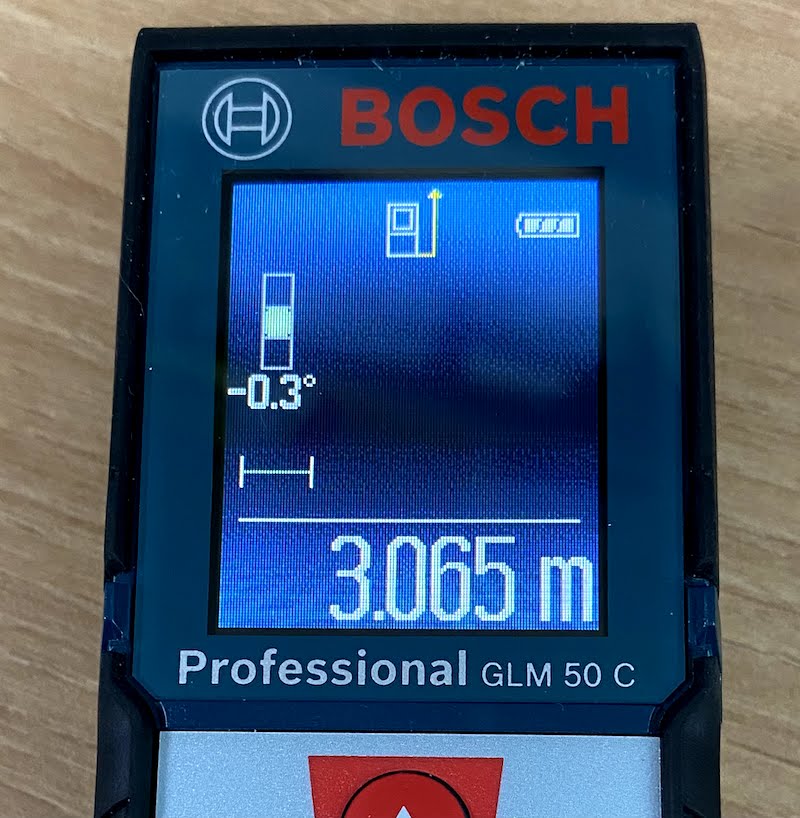 BOSCH
-0.3°
3.065 m
Professional GLM 50 C